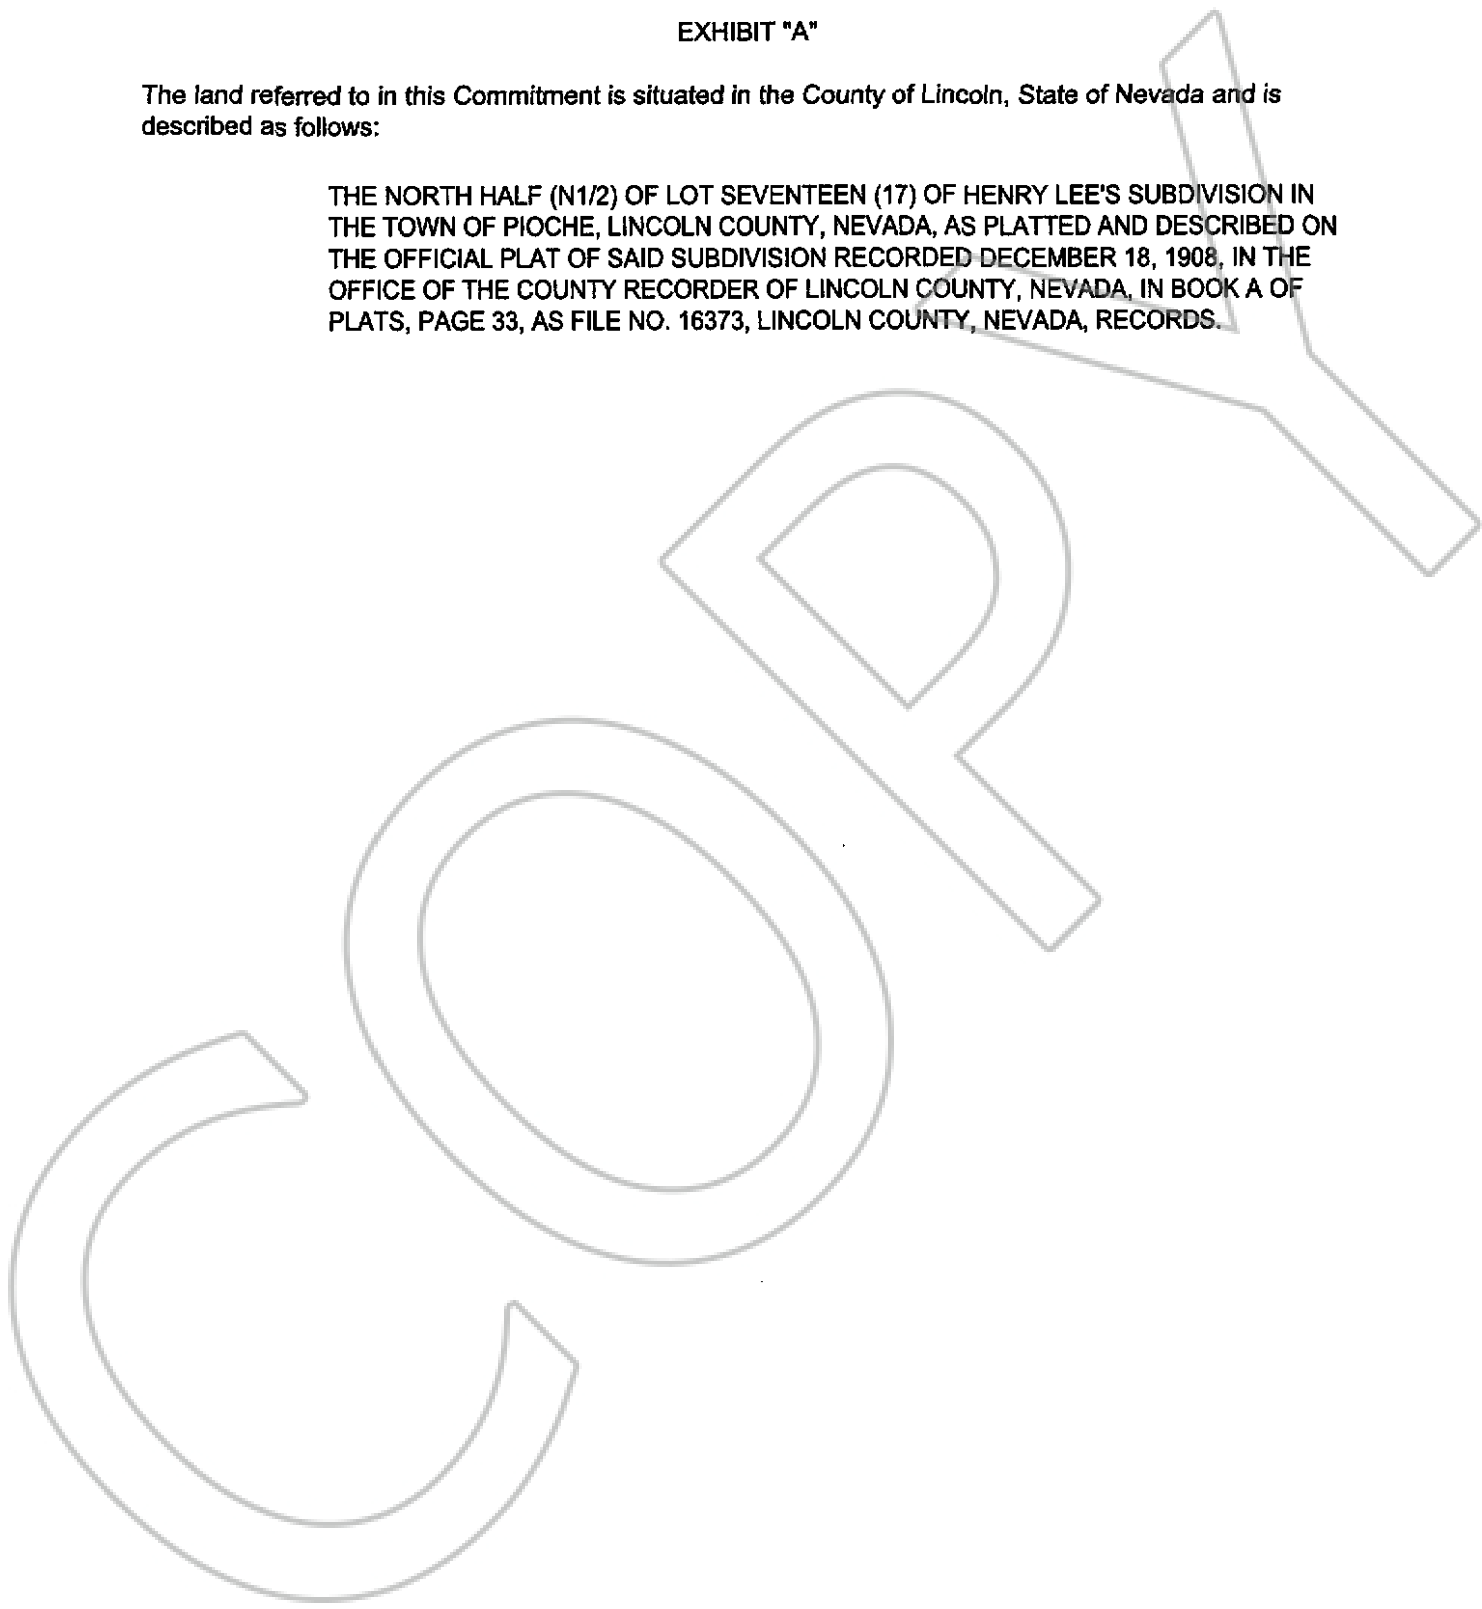 EXHIBIT "A"
The land referred to in this Commitment is situated in the County of Lincoln, State of Nevada and is
described as follows:
THE NORTH HALF (N1/2) OF LOT SEVENTEEN (17) OF HENRY LEE'S SUBDIVISION IN
THE TOWN OF PIOCHE, LINCOLN COUNTY, NEVADA, AS PLATTED AND DESCRIBED ON
THE OFFICIAL PLAT OF SAID SUBDIVISION RECORDED DECEMBER 18, 1908, IN THE
OFFICE OF THE COUNTY RECORDER OF LINCOLN COUNTY, NEVADA, IN BOOK A OF
PLATS, PAGE 33, AS FILE NO. 16373, LINCOLN COUNTY, NEVADA, RECORDS.
COPY